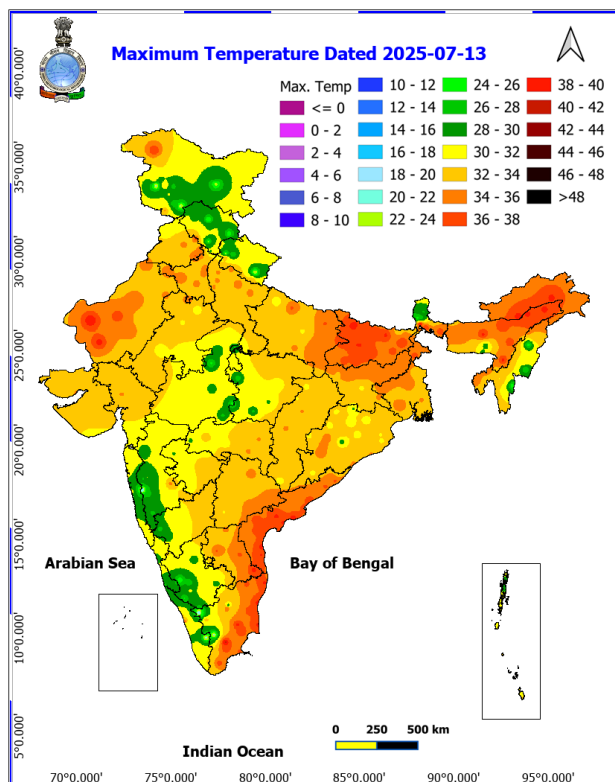 Maximum Temperature Dated 2025-07-13
Max. Temp
<= 0
0 - 2
2 - 4
4 - 6
6 - 8
8 - 10
10 - 12
12 - 14
14 - 16
16 - 18
18 - 20
20 - 22
22 - 24
24 - 26
26 - 28
28 - 30
30 - 32
32 - 34
34 - 36
36 - 38
38 - 40
40 - 42
42 - 44
44 - 46
46 - 48
>48
40°0.000'
35°0.000'
30°0.000'
25°0.000'
20°0.000'
15°0.000'
10°0.000'
5°0.000'
Arabian Sea
Bay of Bengal
Indian Ocean
0 250 500 km
70°0.000' 75°0.000' 80°0.000' 85°0.000' 90°0.000' 95°0.000'